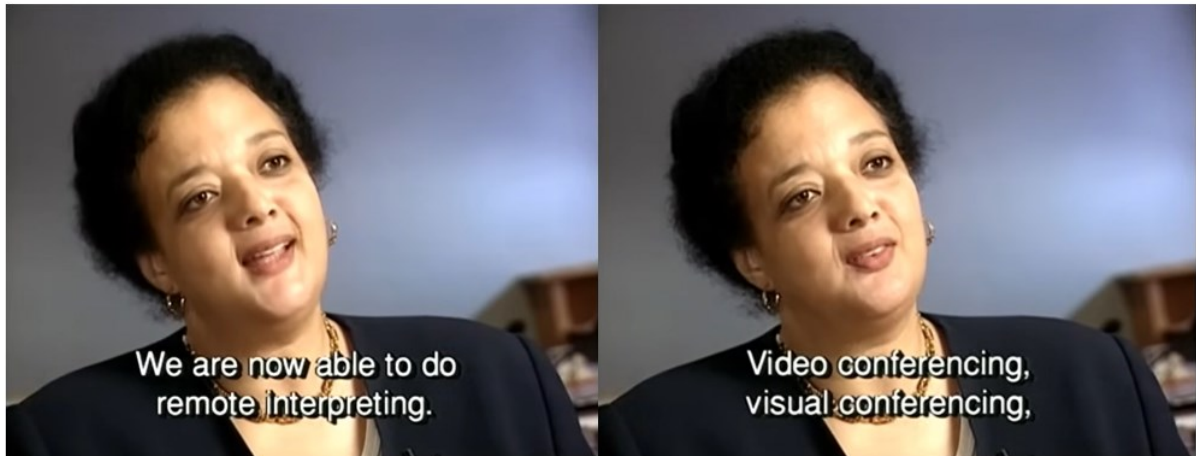 We are now able to do
remote interpreting.
Video conferencing,
visual conferencing,